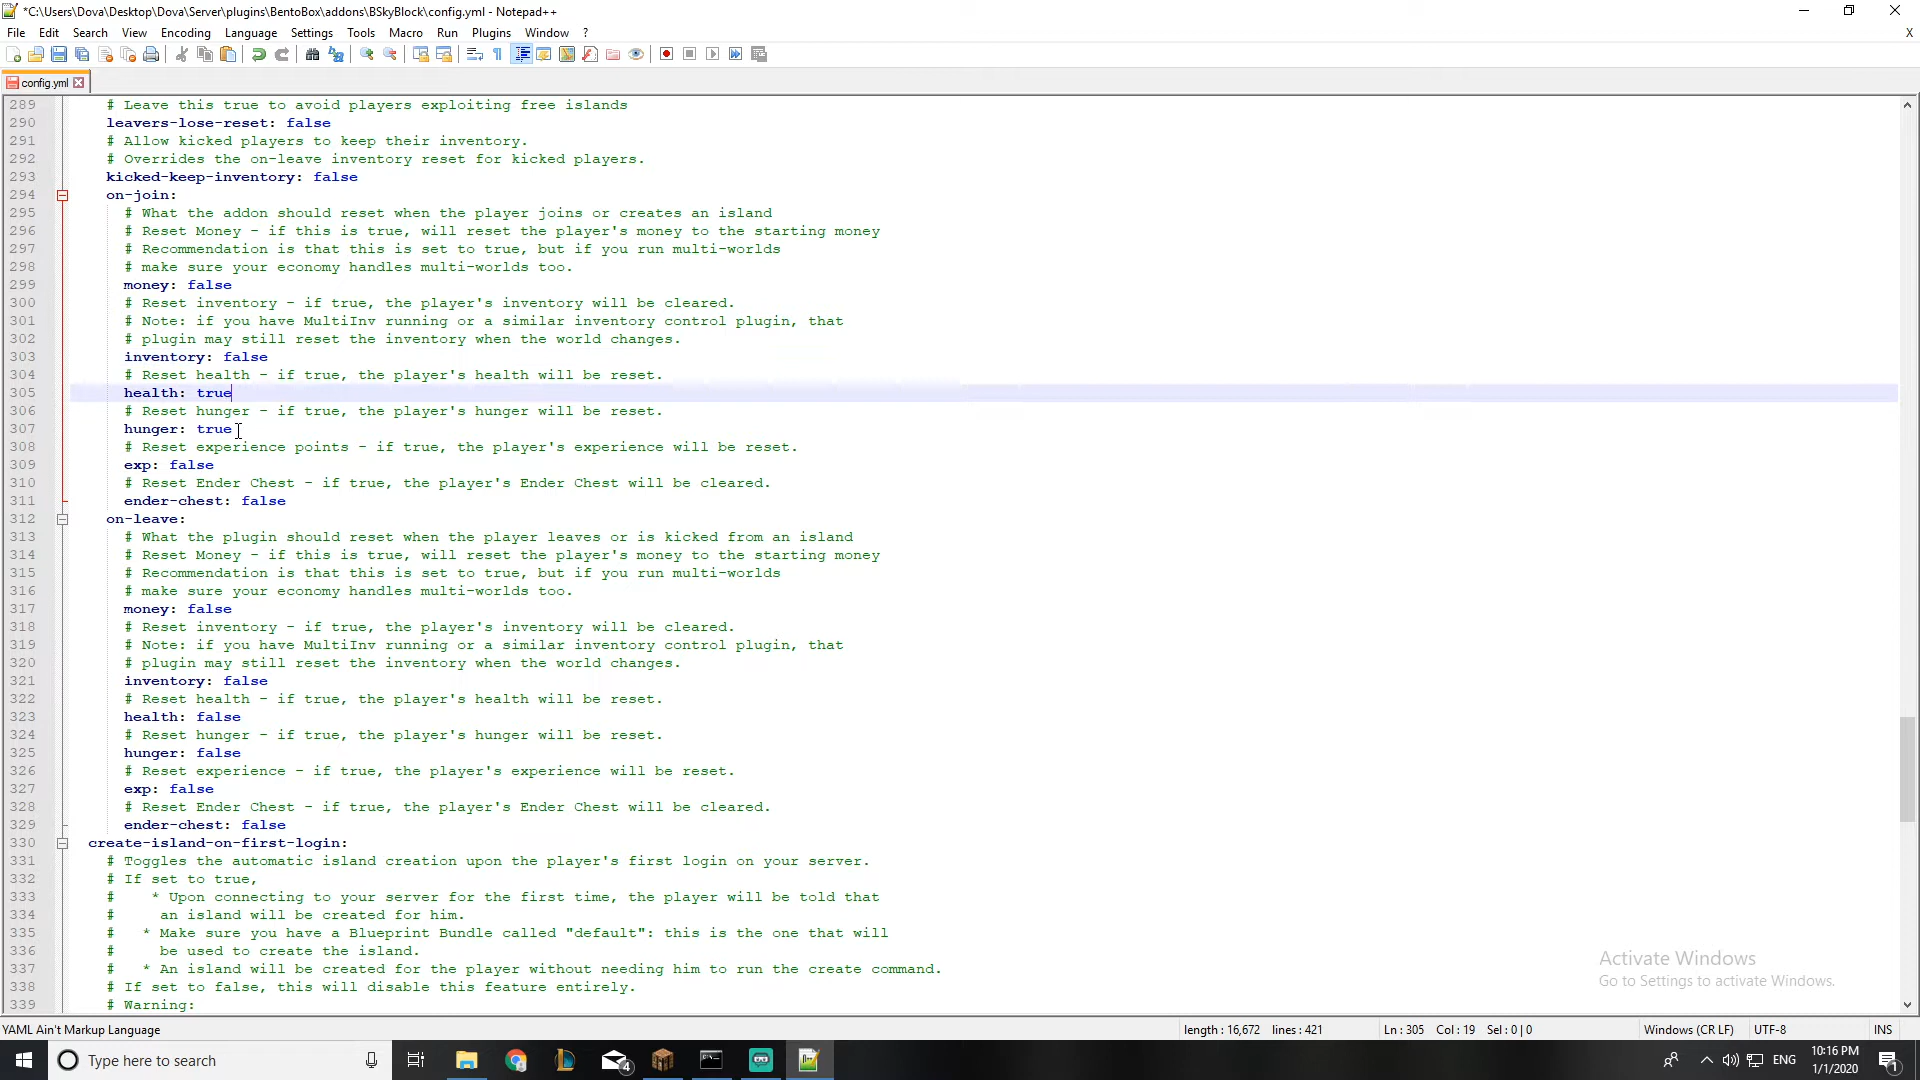 *C:\Users\Dova\Desktop\Dova\Server\plugins\BentoBox\addons\BSkyBlock\config.yml - Notepad++
File Edit Search View Encoding Language Settings Tools Macro Run Plugins Window ? X
config.yml
289 # Leave this true to avoid players exploiting free islands
290 leavers-lose-reset: false
291 # Allow kicked players to keep their inventory.
292 # Overrides the on-leave inventory reset for kicked players.
293 kicked-keep-inventory: false
294 on-join:
295 # What the addon should reset when the player joins or creates an island
296 # Reset Money - if this is true, will reset the player's money to the starting money
297 # Recommendation is that this is set to true, but if you run multi-worlds
298 # make sure your economy handles multi-worlds too.
299 money: false
300 # Reset inventory - if true, the player's inventory will be cleared.
301 # Note: if you have MultiInv running or a similar inventory control plugin, that
302 # plugin may still reset the inventory when the world changes.
303 inventory: false
304 # Reset health - if true, the player's health will be reset.
305 health: true
306 # Reset hunger - if true, the player's hunger will be reset.
307 hunger: true
308 # Reset experience points - if true, the player's experience will be reset.
309 exp: false
310 # Reset Ender Chest - if true, the player's Ender Chest will be cleared.
311 ender-chest: false
312 on-leave:
313 # What the plugin should reset when the player leaves or is kicked from an island
314 # Reset Money - if this is true, will reset the player's money to the starting money
315 # Recommendation is that this is set to true, but if you run multi-worlds
316 # make sure your economy handles multi-worlds too.
317 money: false
318 # Reset inventory - if true, the player's inventory will be cleared.
319 # Note: if you have MultiInv running or a similar inventory control plugin, that
320 # plugin may still reset the inventory when the world changes.
321 inventory: false
322 # Reset health - if true, the player's health will be reset.
323 health: false
324 # Reset hunger - if true, the player's hunger will be reset.
325 hunger: false
326 # Reset experience - if true, the player's experience will be reset.
327 exp: false
328 # Reset Ender Chest - if true, the player's Ender Chest will be cleared.
329 ender-chest: false
330 create-island-on-first-login:
331 # Toggles the automatic island creation upon the player's first login on your server.
332 # If set to true,
333 # * Upon connecting to your server for the first time, the player will be told that
334 # an island will be created for him.
335 # * Make sure you have a Blueprint Bundle called "default": this is the one that will
336 # be used to create the island.
337 # * An island will be created for the player without needing him to run the create command.
338 # If set to false, this will disable this feature entirely.
339 # Warning:
Activate Windows
Go to Settings to activate Windows.
YAML Ain't Markup Language length : 16,672 lines : 421 Ln : 305 Col : 19 Sel : 0 | 0 Windows (CR LF) UTF-8 INS
Type here to search 4 ENG 10:16 PM 1
1/1/2020